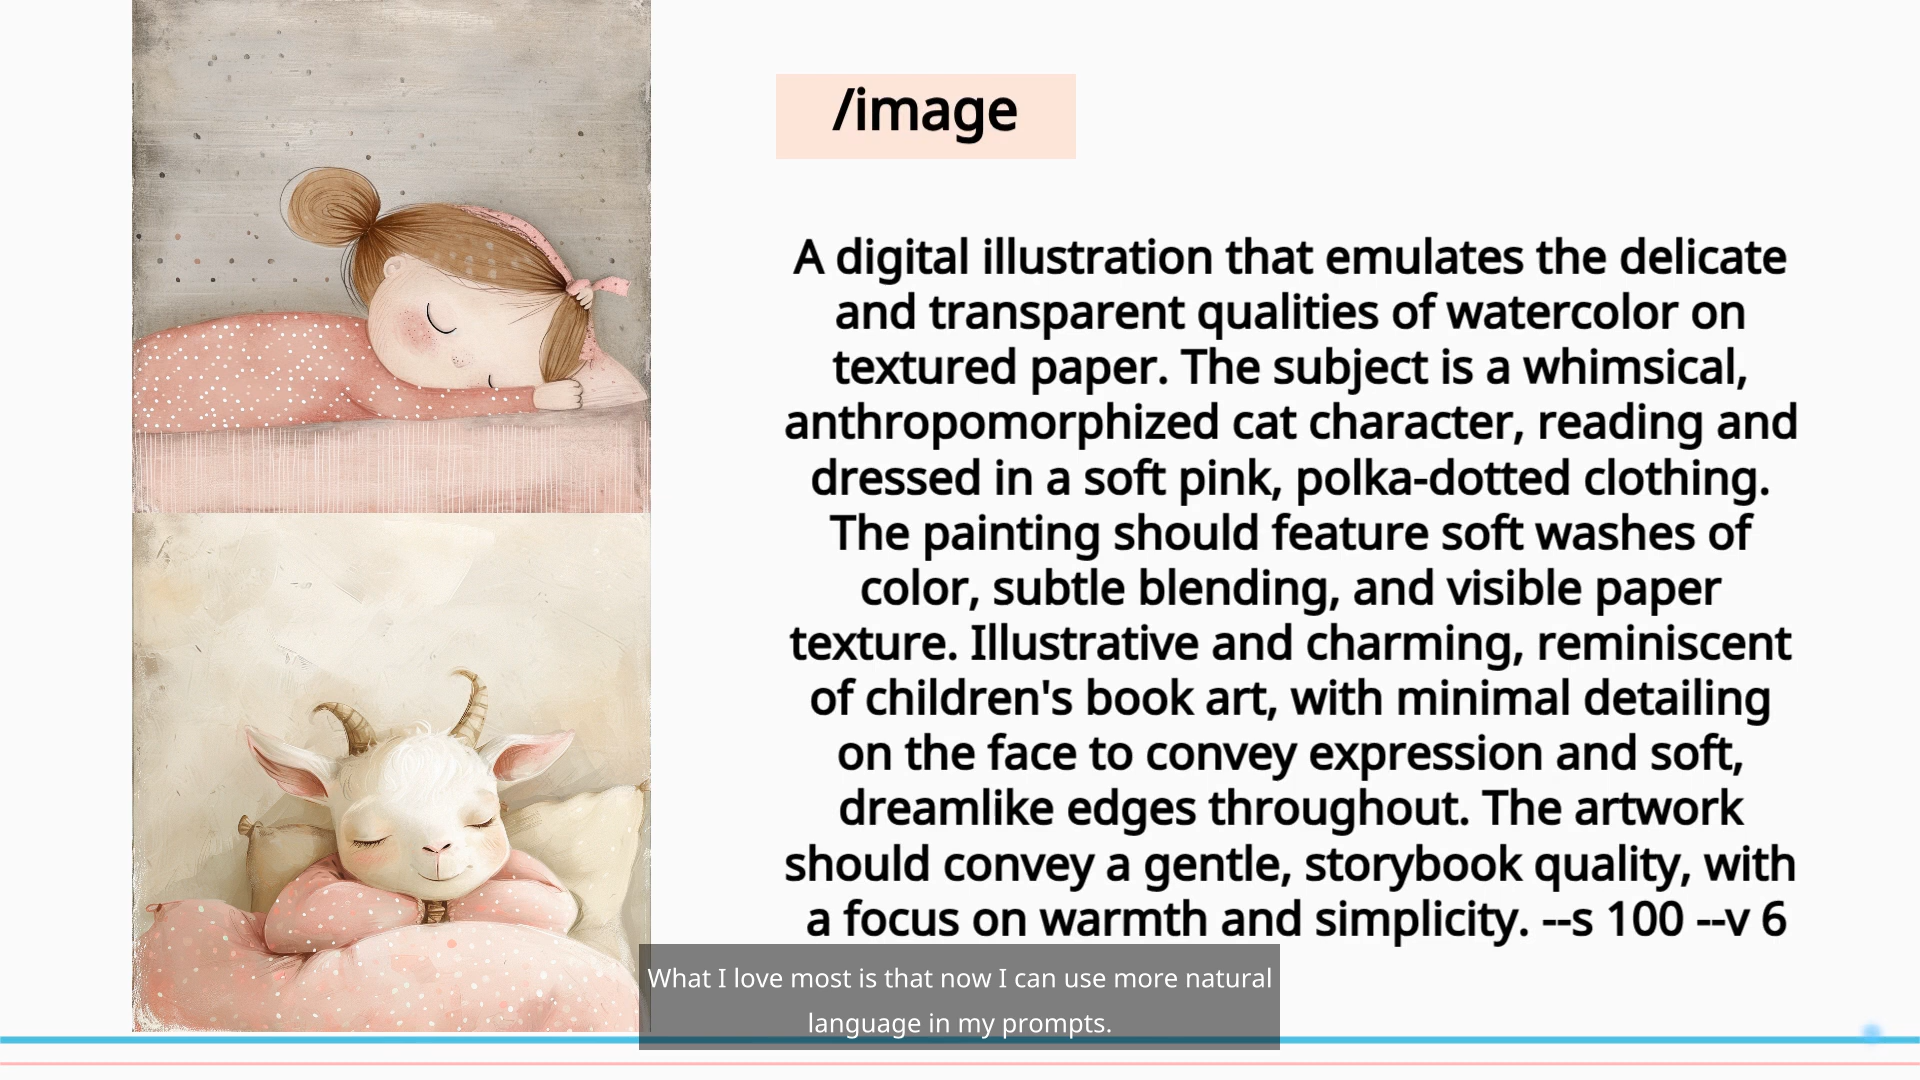 /image
A digital illustration that emulates the delicate
and transparent qualities of watercolor on
textured paper. The subject is a whimsical,
anthropomorphized cat character, reading and
dressed in a soft pink, polka-dotted clothing.
The painting should feature soft washes of
color, subtle blending, and visible paper
texture. Illustrative and charming, reminiscent
of children's book art, with minimal detailing
on the face to convey expression and soft,
dreamlike edges throughout. The artwork
should convey a gentle, storybook quality, with
a focus on warmth and simplicity. --s 100 --v 6
What I love most is that now I can use more natural
language in my prompts.